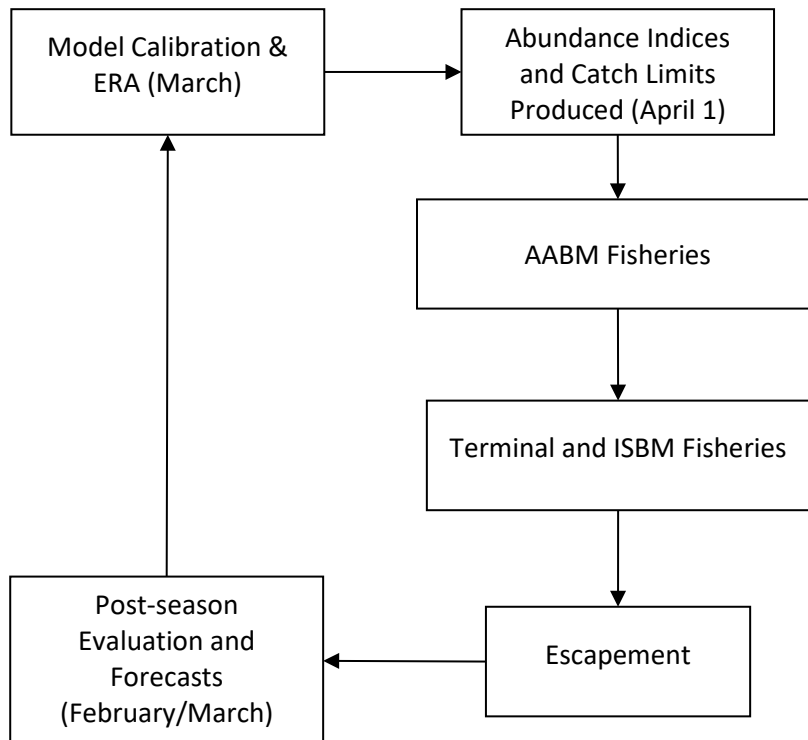 Model Calibration &
ERA (March)
Abundance Indices
and Catch Limits
Produced (April 1)
AABM Fisheries
Terminal and ISBM Fisheries
Escapement
Post-season
Evaluation and
Forecasts
(February/March)